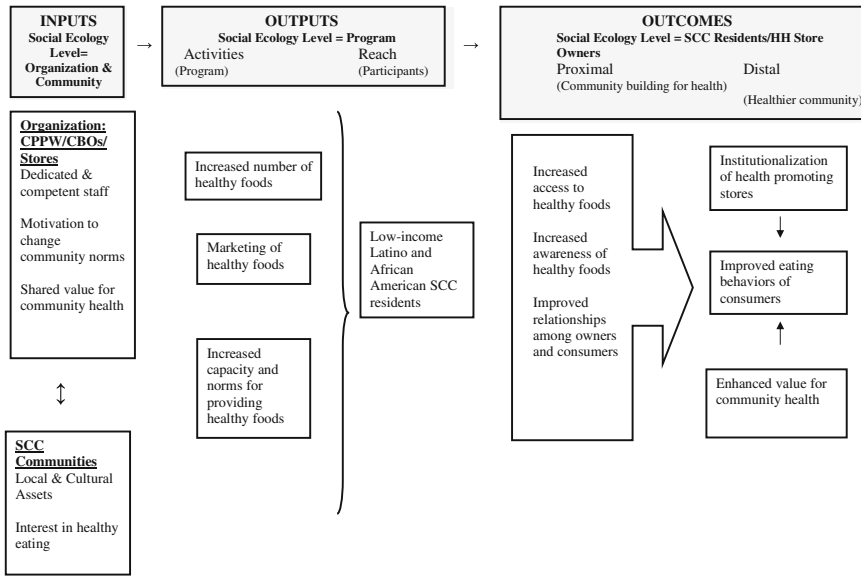 INPUTS
Social Ecology
Level=
Organization &
Community
→
OUTPUTS
Social Ecology Level = Program
Activities Reach
(Program) (Participants)
→
OUTCOMES
Social Ecology Level = SCC Residents/HH Store
Owners
Proximal Distal
(Community building for health)
(Healthier community)
Organization:
CPPW/CBOs/
Stores
Dedicated &
competent staff
Motivation to
change
community norms
Shared value for
community health
↕
SCC
Communities
Local & Cultural
Assets
Interest in healthy
eating
Increased number of
healthy foods
Marketing of
healthy foods
Increased
capacity and
norms for
providing
healthy foods
Low-income
Latino and
African
American SCC
residents
Increased
access to
healthy foods
Increased
awareness of
healthy foods
Improved
relationships
among owners
and consumers
Institutionalization
of health promoting
stores
Improved eating
behaviors of
consumers
Enhanced value for
community health